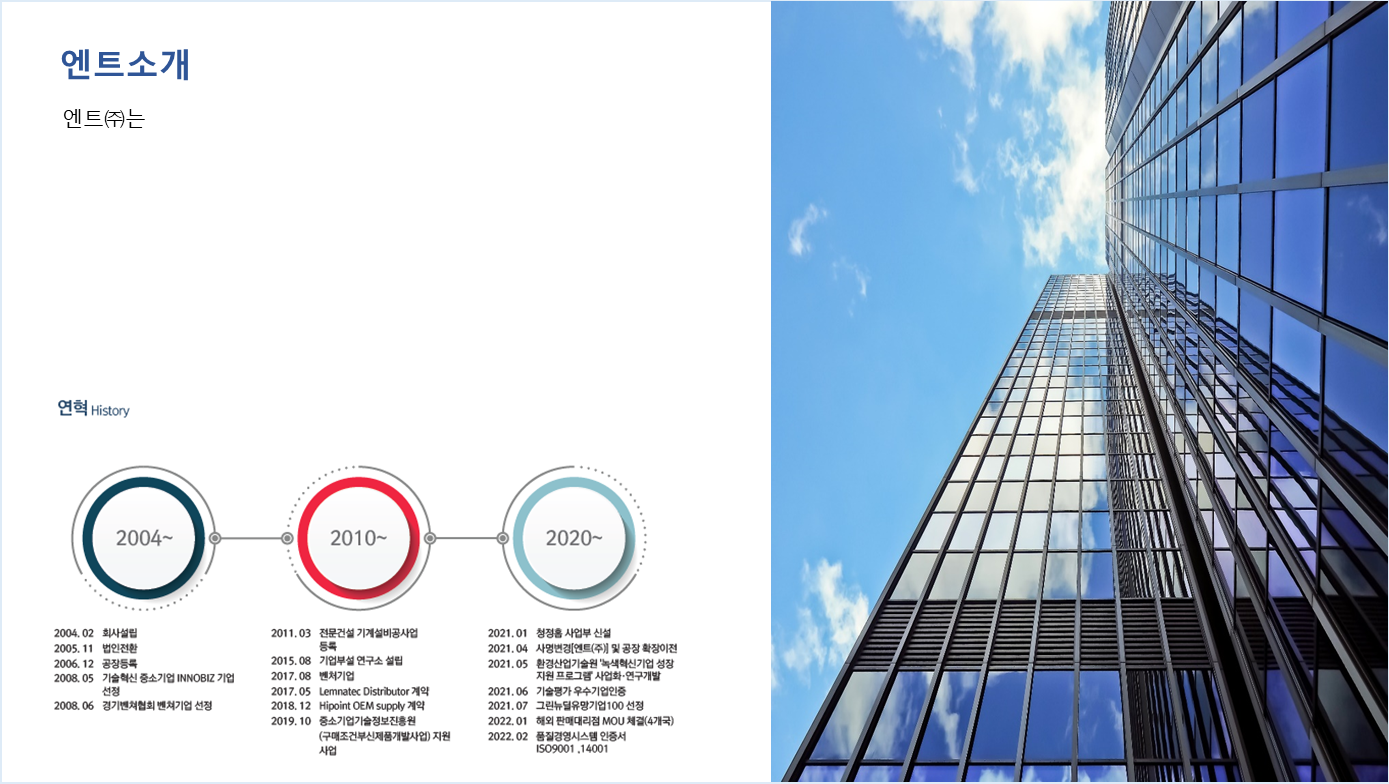 엔트소개
엔트㈜는
연혁 History
2004~
2010~
2020~
2004. 02 회사설립
2005. 11 법인전환
2006. 12 공장등록
2008. 05 기술혁신 중소기업 INNOBIZ 기업
선정
2008. 06 경기벤쳐협회 벤쳐기업 선정
2011. 03 전문건설 기계설비공사업
등록
2015. 08 기업부설 연구소 설립
2017. 08 벤처기업
2017. 05 Lemnatec Distributor 계약
2018. 12 Hipoint OEM supply 계약
2019. 10 중소기업기술정보진흥원
(구매조건부신제품개발사업) 지원
사업
2021. 01 청정홈 사업부 신설
2021. 04 사명변경[엔트(주)] 및 공장 확장이전
2021. 05 환경산업기술원 '녹색혁신기업 성장
지원 프로그램' 사업화·연구개발
2021. 06 기술평가 우수기업인증
2021. 07 그린뉴딜유망기업100 선정
2022. 01 해외 판매대리점 MOU 체결(4개국)
2022. 02 품질경영시스템 인증서
ISO9001 ,14001